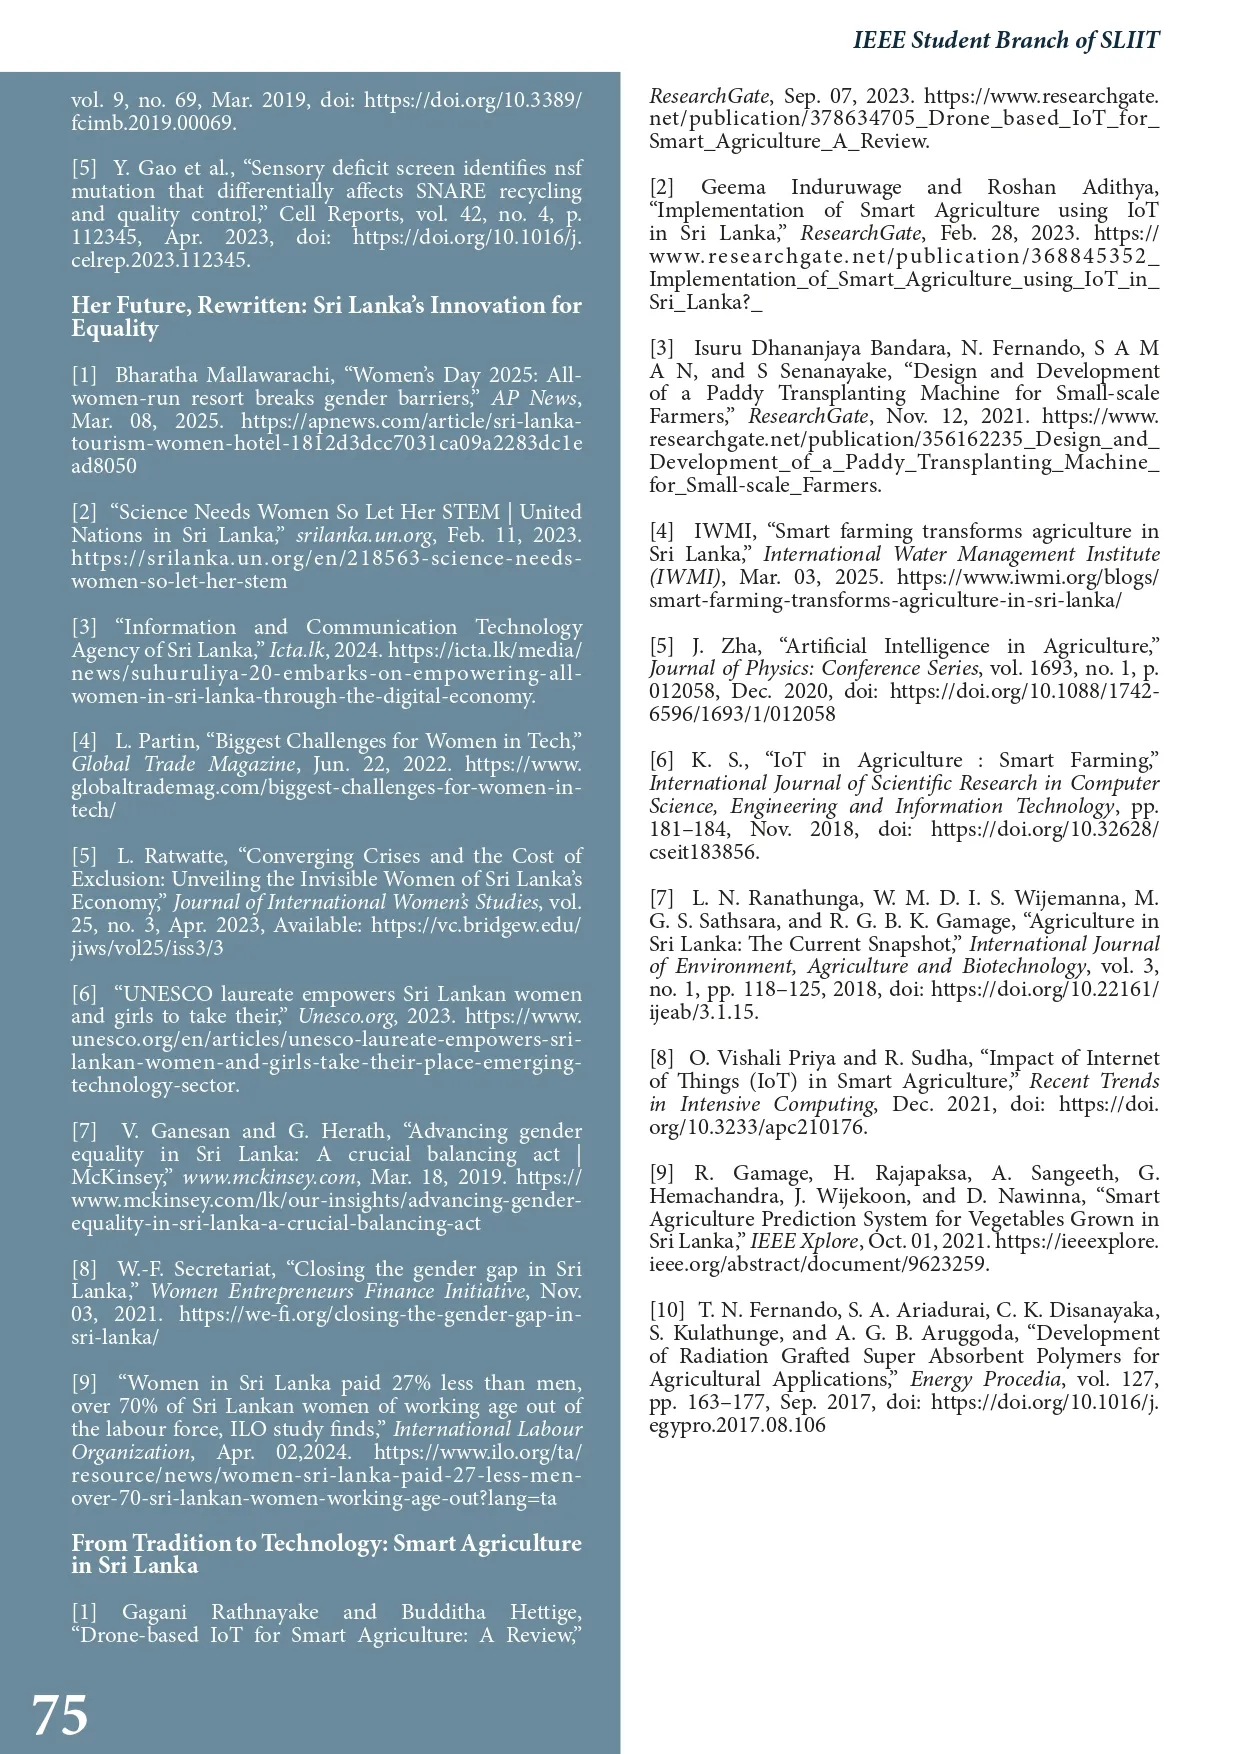 IEEE Student Branch of SLIIT
vol. 9, no. 69, Mar. 2019, doi: https://doi.org/10.3389/
fcimb.2019.00069.
[5] Y. Gao et al., “Sensory deficit screen identifies nsf
mutation that differentially affects SNARE recycling
and quality control,” Cell Reports, vol. 42, no. 4, p.
112345, Apr. 2023, doi: https://doi.org/10.1016/j.
celrep.2023.112345.
Her Future, Rewritten: Sri Lanka’s Innovation for
Equality
[1] Bharatha Mallawarachi, “Women’s Day 2025: All-
women-run resort breaks gender barriers,” AP News,
Mar. 08, 2025. https://apnews.com/article/sri-lanka-
tourism-women-hotel-1812d3dcc7031ca09a2283dc1e
ad8050
[2] “Science Needs Women So Let Her STEM | United
Nations in Sri Lanka,” srilanka.un.org, Feb. 11, 2023.
https://srilanka.un.org/en/218563-science-needs-
women-so-let-her-stem
[3] “Information and Communication Technology
Agency of Sri Lanka,” Icta.lk, 2024. https://icta.lk/media/
news/suhuruliya-20-embarks-on-empowering-all-
women-in-sri-lanka-through-the-digital-economy.
[4] L. Partin, “Biggest Challenges for Women in Tech,”
Global Trade Magazine, Jun. 22, 2022. https://www.
globaltrademag.com/biggest-challenges-for-women-in-
tech/
[5] L. Ratwatte, “Converging Crises and the Cost of
Exclusion: Unveiling the Invisible Women of Sri Lanka’s
Economy,” Journal of International Women’s Studies, vol.
25, no. 3, Apr. 2023, Available: https://vc.bridgew.edu/
jiws/vol25/iss3/3
[6] “UNESCO laureate empowers Sri Lankan women
and girls to take their,” Unesco.org, 2023. https://www.
unesco.org/en/articles/unesco-laureate-empowers-sri-
lankan-women-and-girls-take-their-place-emerging-
technology-sector.
[7] V. Ganesan and G. Herath, “Advancing gender
equality in Sri Lanka: A crucial balancing act |
McKinsey,” www.mckinsey.com, Mar. 18, 2019. https://
www.mckinsey.com/lk/our-insights/advancing-gender-
equality-in-sri-lanka-a-crucial-balancing-act
[8] W.-F. Secretariat, “Closing the gender gap in Sri
Lanka,” Women Entrepreneurs Finance Initiative, Nov.
03, 2021. https://we-fi.org/closing-the-gender-gap-in-
sri-lanka/
[9] “Women in Sri Lanka paid 27% less than men,
over 70% of Sri Lankan women of working age out of
the labour force, ILO study finds,” International Labour
Organization, Apr. 02,2024. https://www.ilo.org/ta/
resource/news/women-sri-lanka-paid-27-less-men-
over-70-sri-lankan-women-working-age-out?lang=ta
From Tradition to Technology: Smart Agriculture
in Sri Lanka
[1] Gagani Rathnayake and Budditha Hettige,
“Drone-based IoT for Smart Agriculture: A Review,”
ResearchGate, Sep. 07, 2023. https://www.researchgate.
net/publication/378634705_Drone_based_IoT_for_
Smart_Agriculture_A_Review.
[2] Geema Induruwage and Roshan Adithya,
“Implementation of Smart Agriculture using IoT
in Sri Lanka,” ResearchGate, Feb. 28, 2023. https://
www.researchgate.net/publication/368845352_
Implementation_of_Smart_Agriculture_using_IoT_in_
Sri_Lanka?_
[3] Isuru Dhananjaya Bandara, N. Fernando, S A M
A N, and S Senanayake, “Design and Development
of a Paddy Transplanting Machine for Small-scale
Farmers,” ResearchGate, Nov. 12, 2021. https://www.
researchgate.net/publication/356162235_Design_and_
Development_of_a_Paddy_Transplanting_Machine_
for_Small-scale_Farmers.
[4] IWMI, “Smart farming transforms agriculture in
Sri Lanka,” International Water Management Institute
(IWMI), Mar. 03, 2025. https://www.iwmi.org/blogs/
smart-farming-transforms-agriculture-in-sri-lanka/
[5] J. Zha, “Artificial Intelligence in Agriculture,”
Journal of Physics: Conference Series, vol. 1693, no. 1, p.
012058, Dec. 2020, doi: https://doi.org/10.1088/1742-
6596/1693/1/012058
[6] K. S., “IoT in Agriculture : Smart Farming,”
International Journal of Scientific Research in Computer
Science, Engineering and Information Technology, pp.
181–184, Nov. 2018, doi: https://doi.org/10.32628/
cseit183856.
[7] L. N. Ranathunga, W. M. D. I. S. Wijemanna, M.
G. S. Sathsara, and R. G. B. K. Gamage, “Agriculture in
Sri Lanka: The Current Snapshot,” International Journal
of Environment, Agriculture and Biotechnology, vol. 3,
no. 1, pp. 118–125, 2018, doi: https://doi.org/10.22161/
ijeab/3.1.15.
[8] O. Vishali Priya and R. Sudha, “Impact of Internet
of Things (IoT) in Smart Agriculture,” Recent Trends
in Intensive Computing, Dec. 2021, doi: https://doi.
org/10.3233/apc210176.
[9] R. Gamage, H. Rajapaksa, A. Sangeeth, G.
Hemachandra, J. Wijekoon, and D. Nawinna, “Smart
Agriculture Prediction System for Vegetables Grown in
Sri Lanka,” IEEE Xplore, Oct. 01, 2021. https://ieeexplore.
ieee.org/abstract/document/9623259.
[10] T. N. Fernando, S. A. Ariadurai, C. K. Disanayaka,
S. Kulathunge, and A. G. B. Aruggoda, “Development
of Radiation Grafted Super Absorbent Polymers for
Agricultural Applications,” Energy Procedia, vol. 127,
pp. 163–177, Sep. 2017, doi: https://doi.org/10.1016/j.
egypro.2017.08.106
75